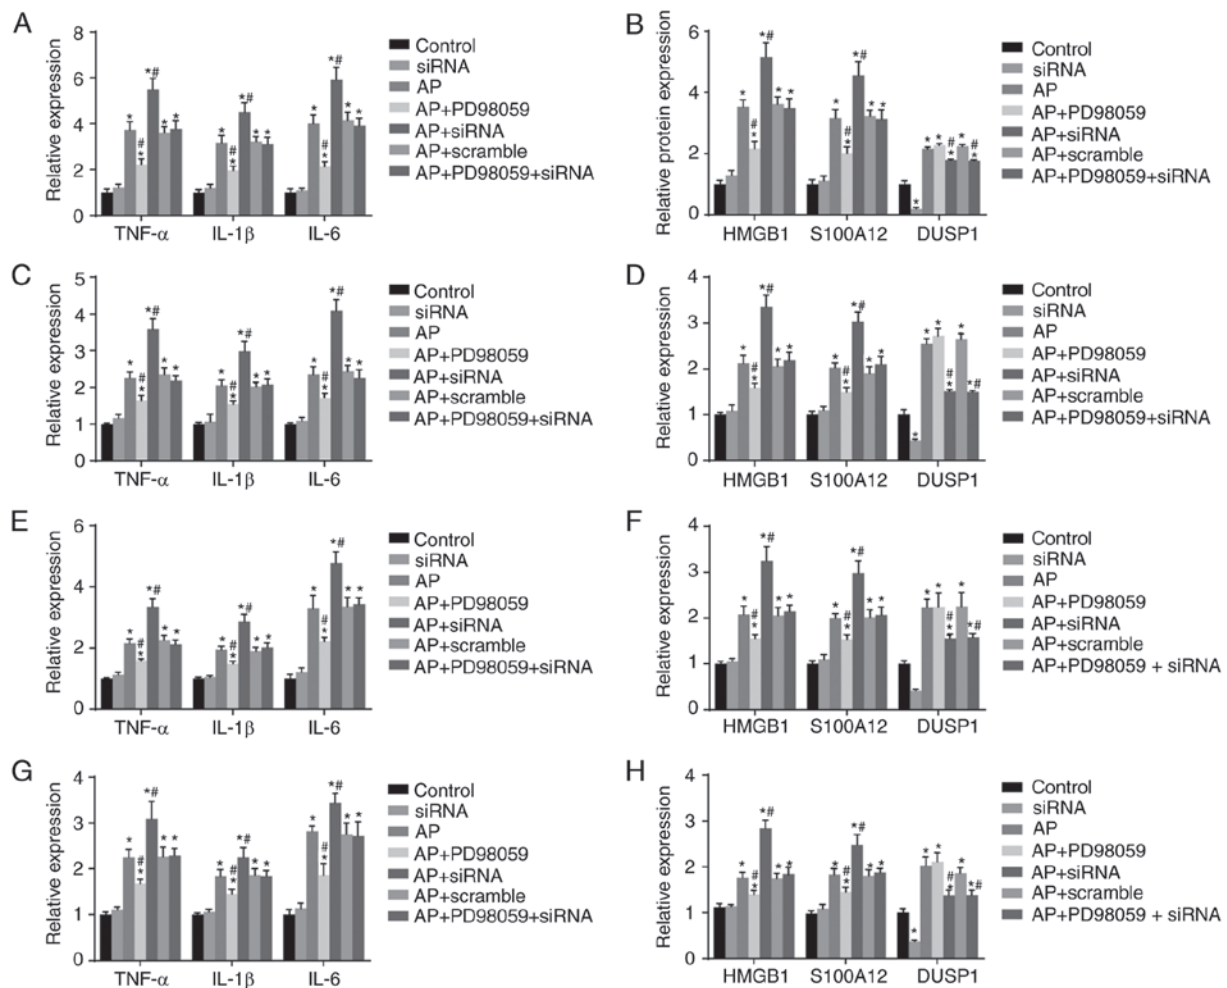 A
Relative expression
8
6
4
2
0
*
#
*
*#
*
*
*
#
*
*#
*
*
*
#
*
*#
*
*
TNF-α
IL-1β
IL-6
Control
siRNA
AP
AP+PD98059
AP+siRNA
AP+scramble
AP+PD98059+siRNA
B
Relative protein expression
6
4
2
0
*
#
*
*#
*
*
*
#
*
*#
*
*
*
*
*
#
*
*
#
*
HMGB1
S100A12
DUSP1
Control
siRNA
AP
AP+PD98059
AP+siRNA
AP+scramble
AP+PD98059+siRNA
C
Relative expression
5
4
3
2
1
0
*
#
*
*#
*
*
*
#
*
*#
*
*
*
#
*
*#
*
*
TNF-α
IL-1β
IL-6
Control
siRNA
AP
AP+PD98059
AP+siRNA
AP+scramble
AP+PD98059+siRNA
D
Relative expression
4
3
2
1
0
*
#
*
*#
*
*
*
#
*
*#
*
*
*
*
*
#
*
*
*#
HMGB1
S100A12
DUSP1
Control
siRNA
AP
AP+PD98059
AP+siRNA
AP+scramble
AP+PD98059+siRNA
E
Relative expression
6
4
2
0
*
#
*
*#
*
*
*
#
*
*#
*
*
*
#
*
*#
*
*
TNF-α
IL-1β
IL-6
Control
siRNA
AP
AP+PD98059
AP+siRNA
AP+scramble
AP+PD98059+siRNA
F
Relative expression
4
3
2
1
0
*
#
*
*#
*
*
*
#
*
*#
*
*
*
*
#
*
*
*#
HMGB1
S100A12
DUSP1
Control
siRNA
AP
AP+PD98059
AP+siRNA
AP+scramble
AP+PD98059 + siRNA
G
Relative expression
4
3
2
1
0
*
#
*
*#
*
*
*
#
*
*#
*
*
*
#
*
*#
*
*
TNF-α
IL-1β
IL-6
Control
siRNA
AP
AP+PD98059
AP+siRNA
AP+scramble
AP+PD98059+siRNA
H
Relative expression
4
3
2
1
0
*
#
*
*#
*
*
*
#
*
*#
*
*
*
*
*
#
*
*
*#
HMGB1
S100A12
DUSP1
Control
siRNA
AP
AP+PD98059
AP+siRNA
AP+scramble
AP+PD98059 + siRNA